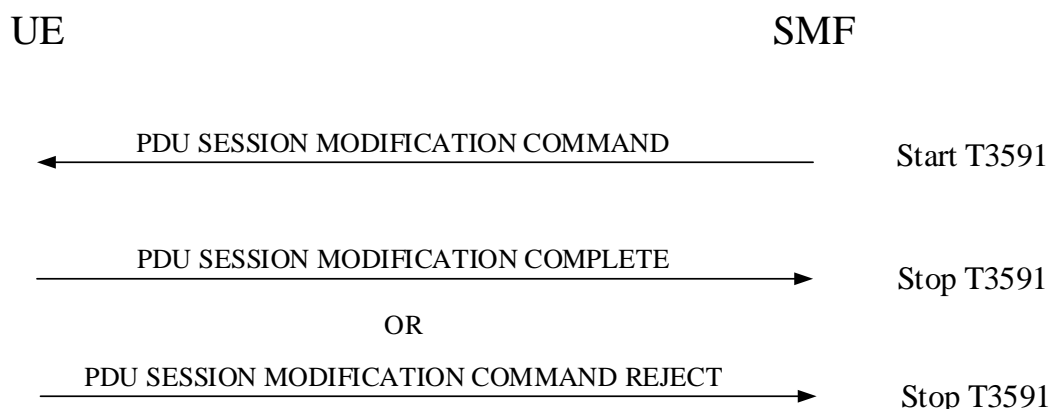 UE SMF
PDU SESSION MODIFICATION COMMAND Start T3591
PDU SESSION MODIFICATION COMPLETE Stop T3591
OR
PDU SESSION MODIFICATION COMMAND REJECT Stop T3591